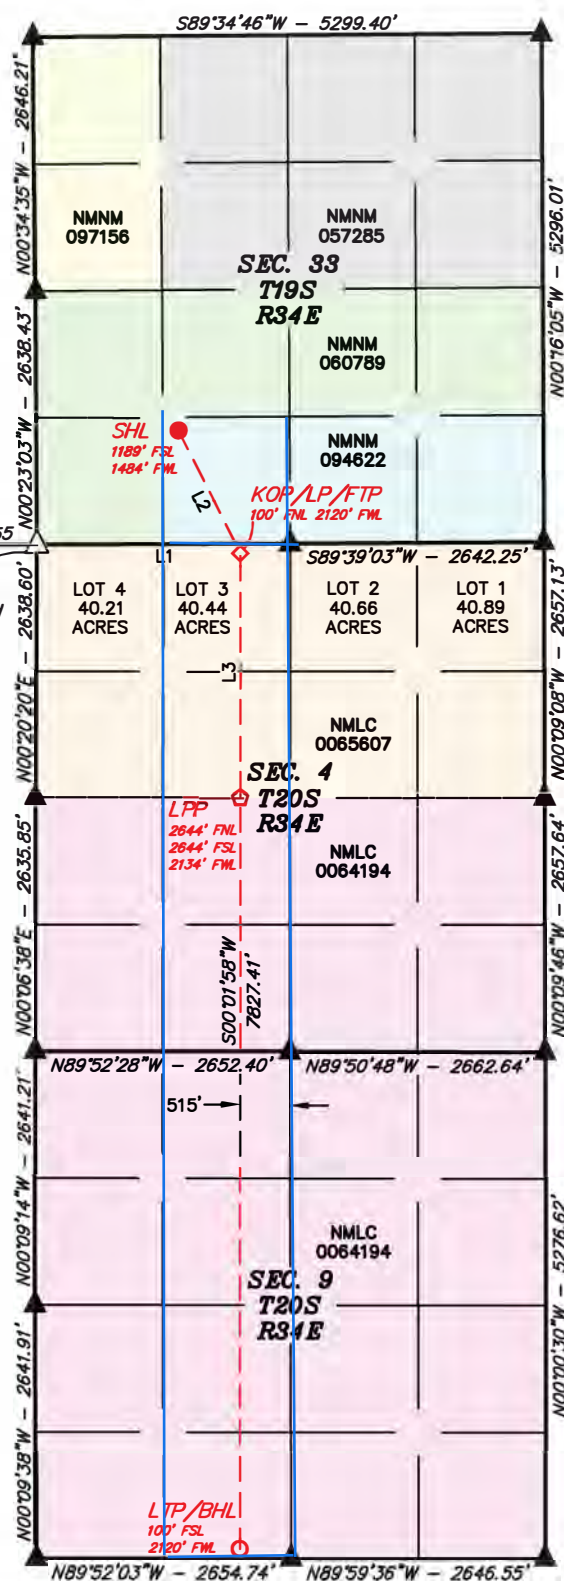 S89°34'46"W - 5299.40'
N00°34'35"W - 2646.21'
NMNM
097156
NMNM
057285
N00°16'05"W - 5296.01'
SEC. 33
T19S
R34E
NMNM
060789
N00°23'03"W - 2638.43'
SHL
1189' FSL
1484' FWL
NMNM
094622
L2
KOP/LP/FTP
100' FNL 2120' FWL
L1
S89°39'03"W - 2642.25'
LOT 4
40.21
ACRES
LOT 3
40.44
ACRES
LOT 2
40.66
ACRES
LOT 1
40.89
ACRES
N00°20'20"E - 2638.60'
N00°09'08"W - 2657.13'
L3
NMLC
0065607
SEC. 4
T20S
R34E
LPP
2644' FNL
2644' FSL
2134' FWL
NMLC
0064194
N00°06'38"E - 2635.85'
N00°09'46"W - 2657.64'
S00°01'58"W
7827.41'
N89°52'28"W - 2652.40'
N89°50'48"W - 2662.64'
515'
N00°09'14"W - 2641.21'
NMLC
0064194
N00°00'30"W - 5276.62'
SEC. 9
T20S
R34E
N00°09'38"W - 2641.91'
LTP/BHL
100' FSL
2120' FWL
N89°52'03"W - 2654.74'
N89°59'36"W - 2646.55'